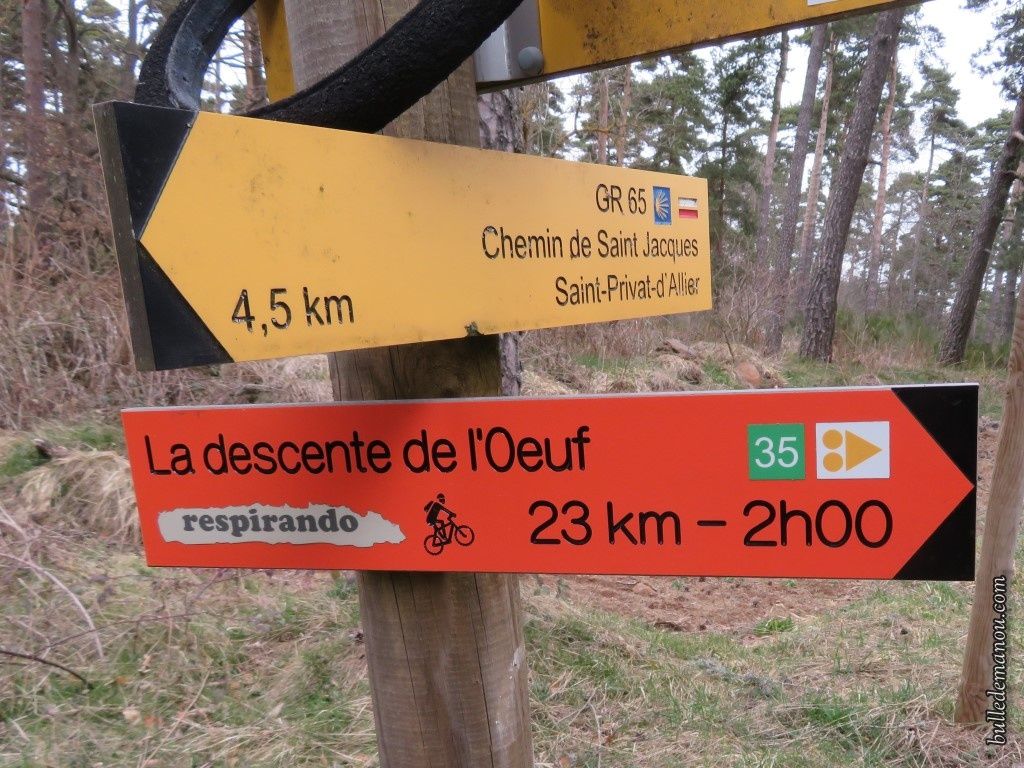 GR 65
Chemin de Saint Jacques
Saint-Privat-d'Allier
4,5 km
La descente de l'Oeuf
35
respirando
23 km – 2h00
bulledemanou.com